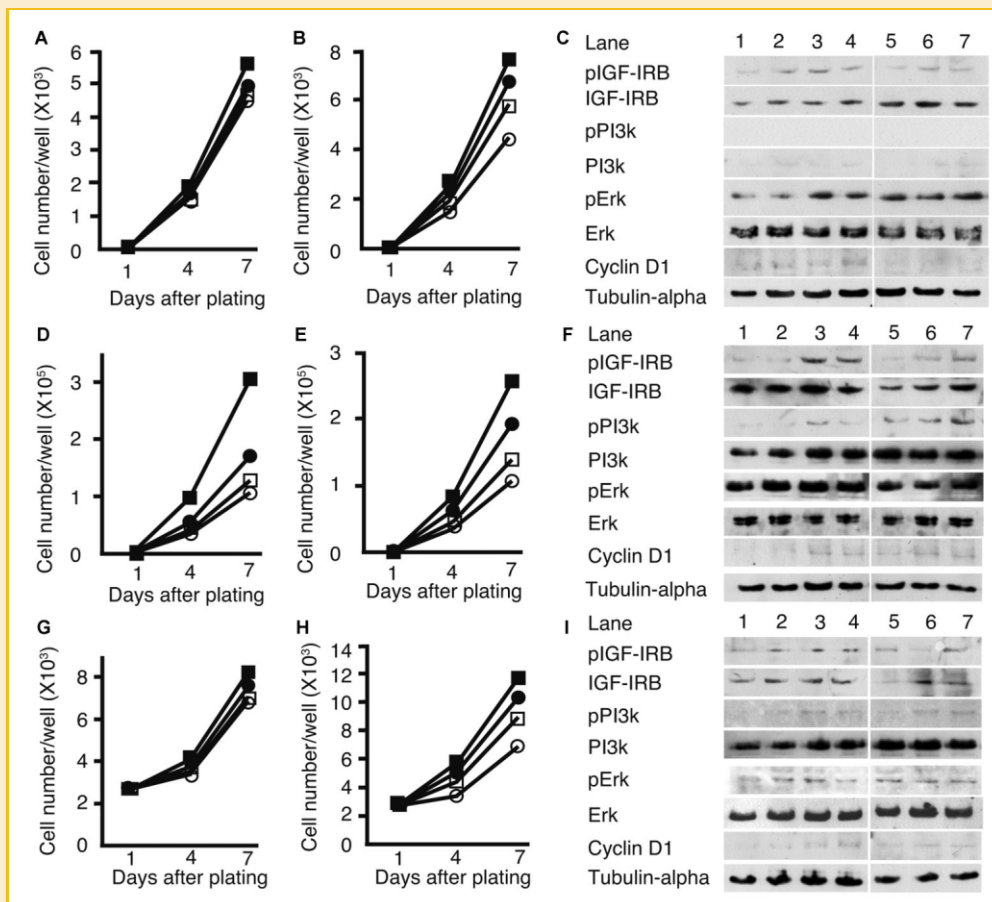 A
Cell number/well (X10³)
6
5
4
3
2
1
0
1 4 7
Days after plating
B
Cell number/well (X10³)
8
6
4
2
0
1 4 7
Days after plating
C Lane 1 2 3 4 5 6 7
pIGF-IRB
IGF-IRB
pPI3k
PI3k
pErk
Erk
Cyclin D1
Tubulin-alpha
D
Cell number/well (X10⁵)
3
2
1
0
1 4 7
Days after plating
E
Cell number/well (X10⁵)
3
2
1
0
1 4 7
Days after plating
F Lane 1 2 3 4 5 6 7
pIGF-IRB
IGF-IRB
pPI3k
PI3k
pErk
Erk
Cyclin D1
Tubulin-alpha
G
Cell number/well (X10³)
8
6
4
2
0
1 4 7
Days after plating
H
Cell number/well (X10³)
14
12
10
8
6
4
2
0
1 4 7
Days after plating
I Lane 1 2 3 4 5 6 7
pIGF-IRB
IGF-IRB
pPI3k
PI3k
pErk
Erk
Cyclin D1
Tubulin-alpha